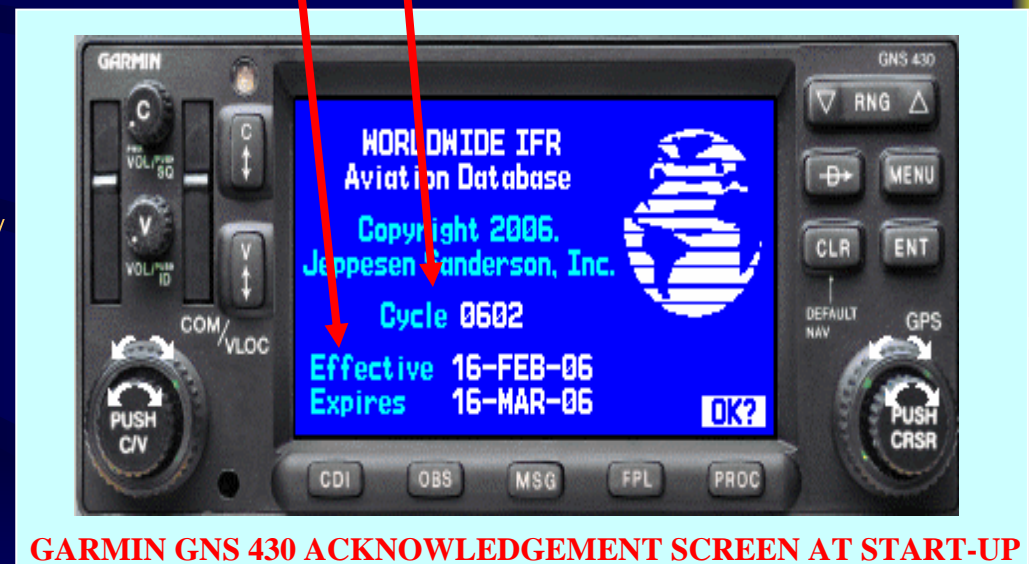 GARMIN
GNS 430
C
PWR
VOL/PUSH
SQ
C
V
VOL/PUSH
ID
V
COM/VLOC
PUSH
C/V
WORLDWIDE IFR
Aviation Database
Copyright 2006.
Jeppesen Sanderson, Inc.
Cycle 0602
Effective 16-FEB-06
Expires 16-MAR-06
OK?
RNG
D
MENU
CLR
ENT
DEFAULT
NAV
GPS
PUSH
CRSR
CDI
OBS
MSG
FPL
PROC
GARMIN GNS 430 ACKNOWLEDGEMENT SCREEN AT START-UP